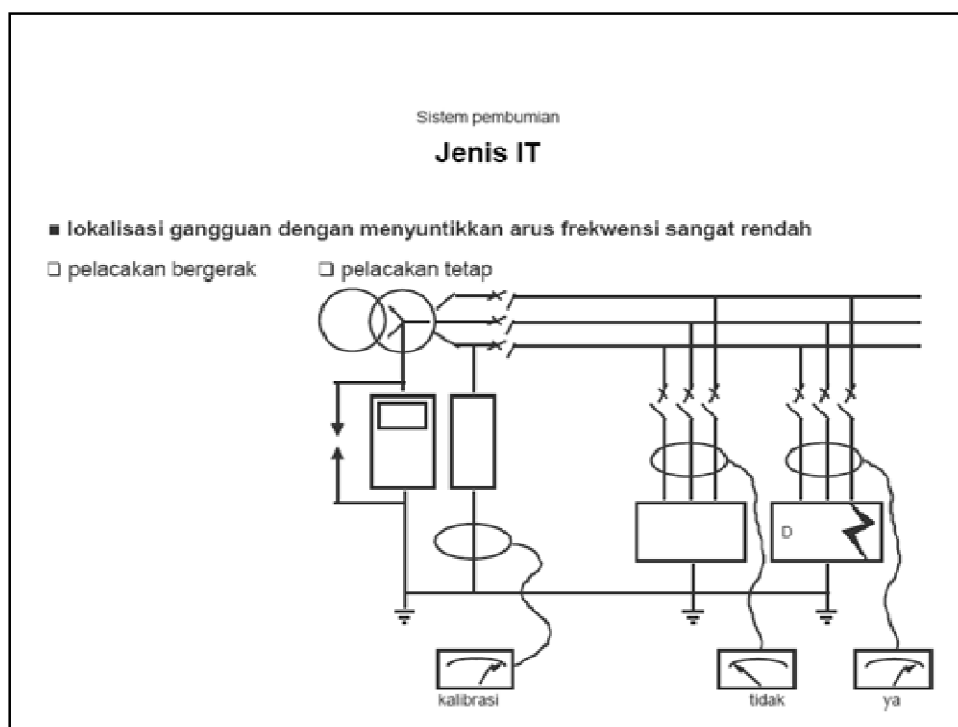 Sistem pembumian
Jenis IT
■ lokalisasi gangguan dengan menyuntikkan arus frekwensi sangat rendah
❏ pelacakan bergerak ❏ pelacakan tetap
D
kalibrasi
tidak
ya